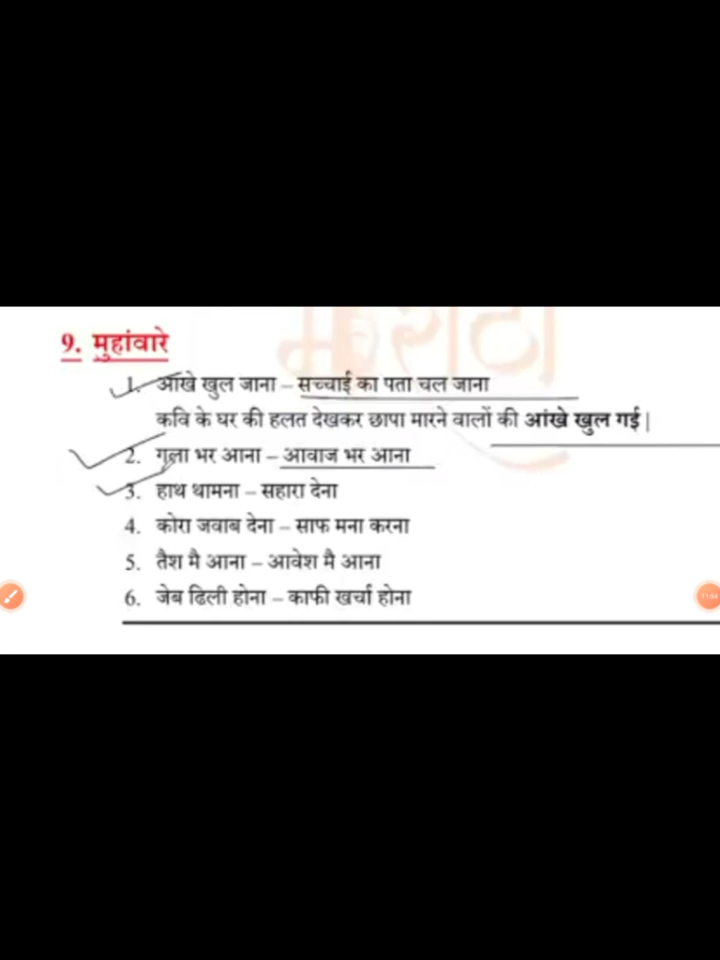 मराठी
9. मुहांवारे
1. आंखे खुल जाना – सच्चाई का पता चल जाना
कवि के घर की हलत देखकर छापा मारने वालों की आंखे खुल गई|
2. गला भर आना – आवाज भर आना
3. हाथ थामना – सहारा देना
4. कोरा जवाब देना – साफ मना करना
5. तैश मै आना – आवेश मै आना
6. जेब ढिली होना – काफी खर्चा होना